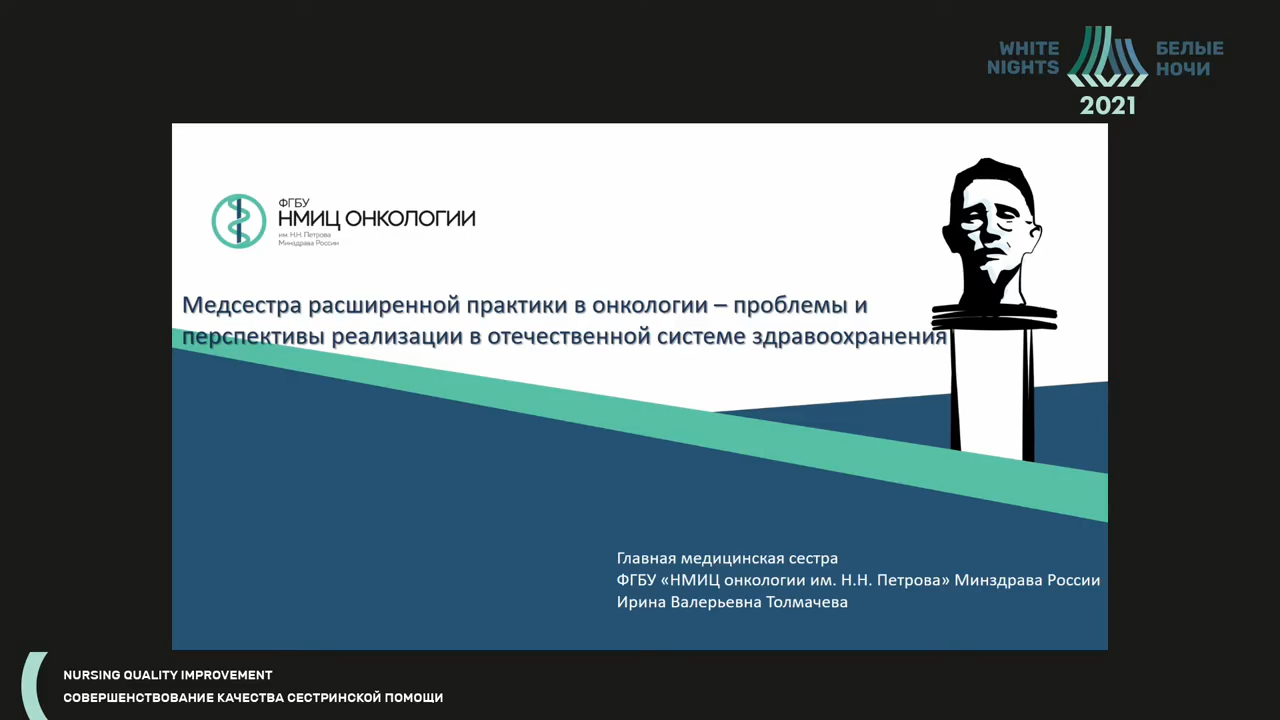 WHITE
NIGHTS
БЕЛЫЕ
НОЧИ
2021
ФГБУ
НМИЦ ОНКОЛОГИИ
им. Н.Н. Петрова
Минздрава России
Медсестра расширенной практики в онкологии – проблемы и
перспективы реализации в отечественной системе здравоохранения
Главная медицинская сестра
ФГБУ «НМИЦ онкологии им. Н.Н. Петрова» Минздрава России
Ирина Валерьевна Толмачева
NURSING QUALITY IMPROVEMENT
СОВЕРШЕНСТВОВАНИЕ КАЧЕСТВА СЕСТРИНСКОЙ ПОМОЩИ